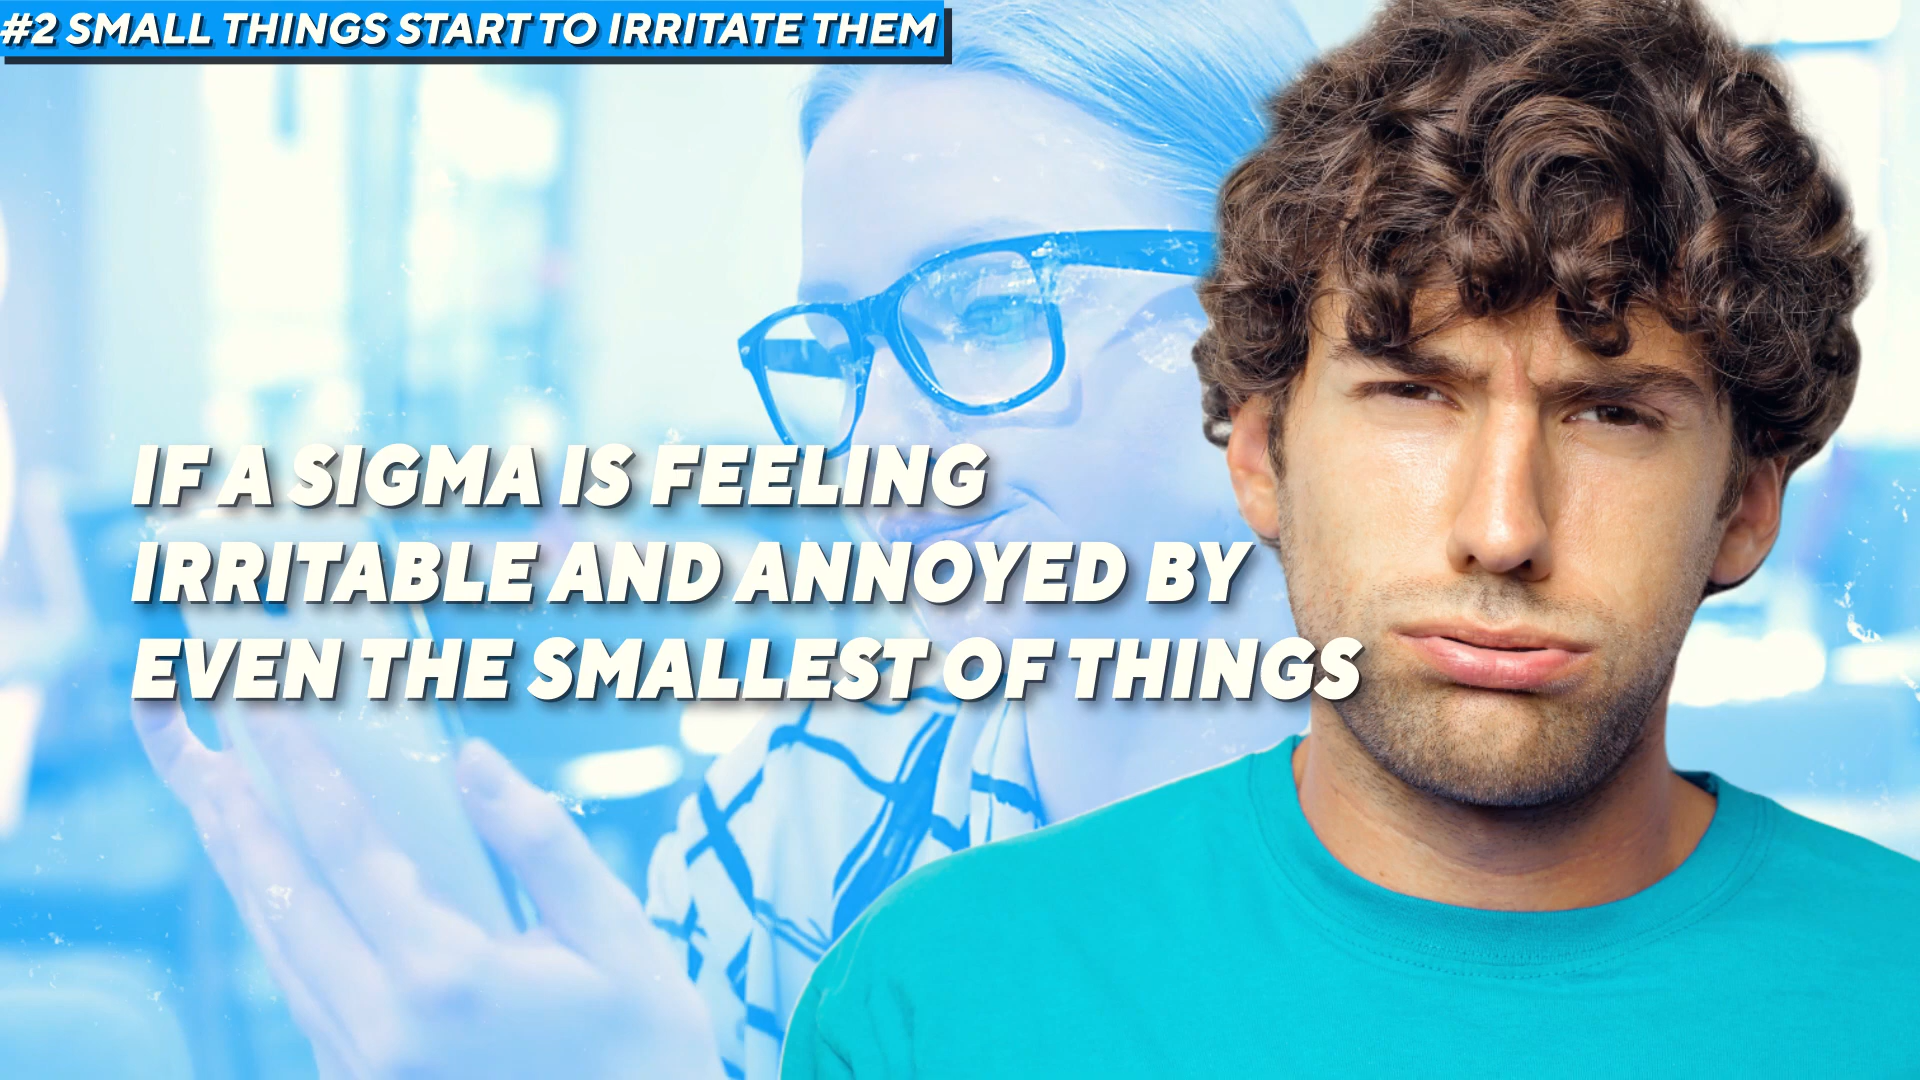 #2 SMALL THINGS START TO IRRITATE THEM
IF A SIGMA IS FEELING
IRRITABLE AND ANNOYED BY
EVEN THE SMALLEST OF THINGS